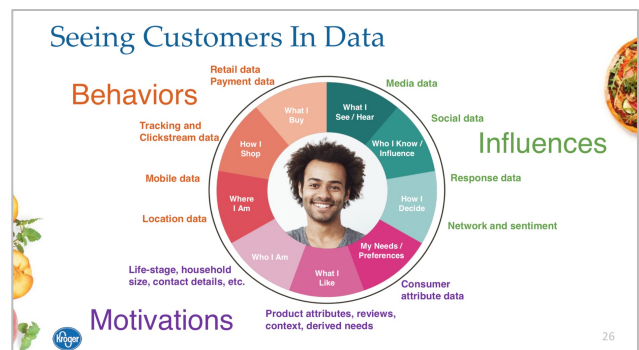 Seeing Customers In Data
Behaviors
Retail data
Payment data
Tracking and
Clickstream data
Mobile data
Location data
What I
Buy
How I
Shop
Where
I Am
What I
See / Hear
Who I Know /
Influence
How I
Decide
Media data
Social data
Influences
Response data
Network and sentiment
My Needs /
Preferences
What I
Like
Who I Am
Consumer
attribute data
Life-stage, household
size, contact details, etc.
Motivations
Product attributes, reviews,
context, derived needs
Kroger
26